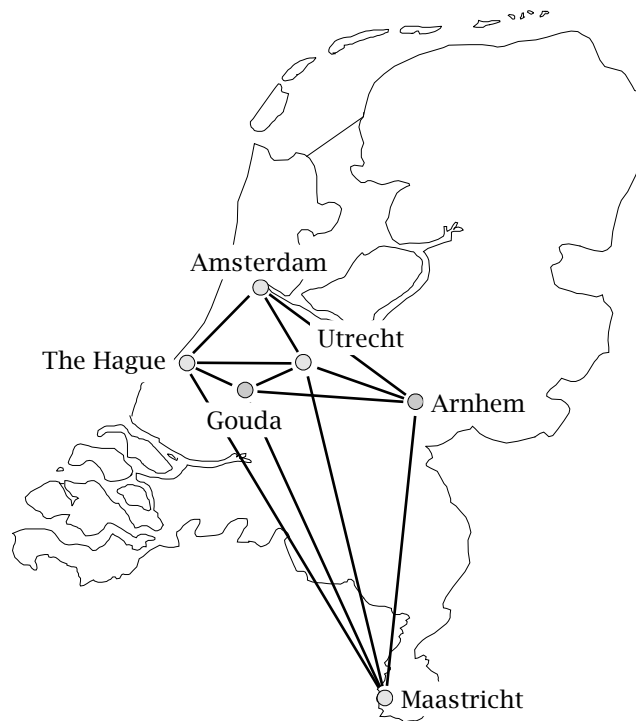 Amsterdam
Utrecht
The Hague
Gouda
Arnhem
Maastricht